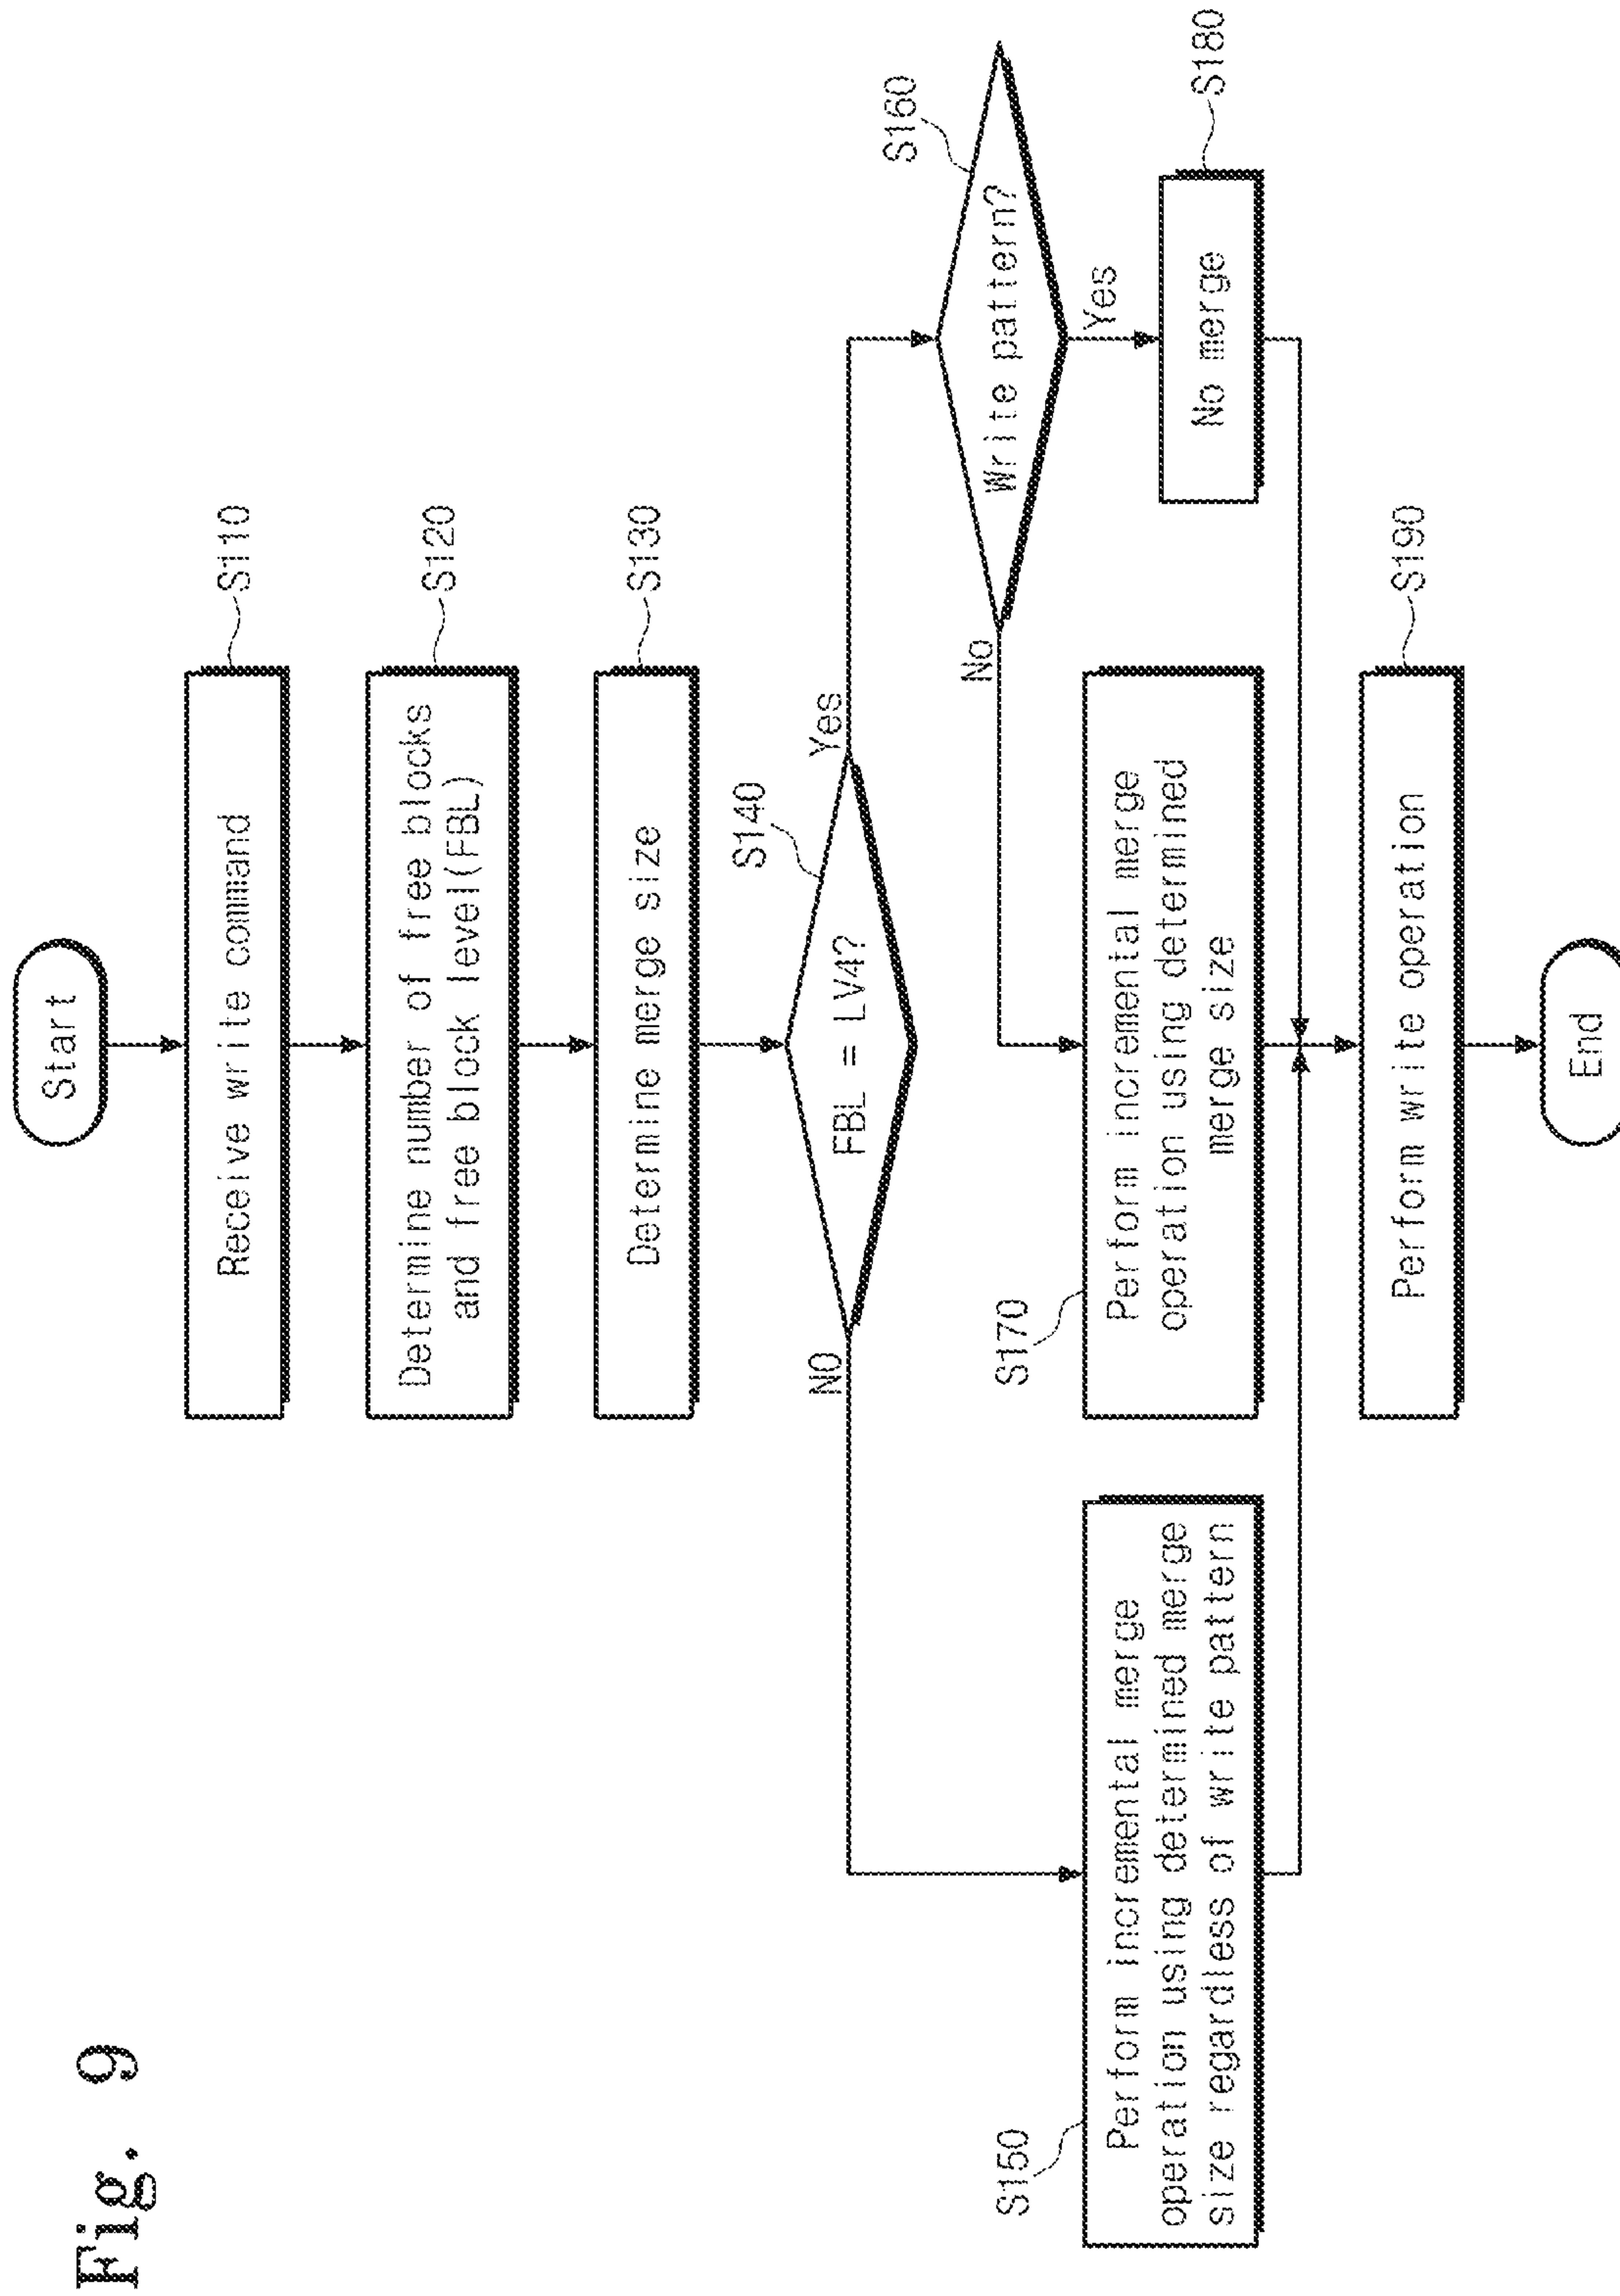 Fig. 9
Start
Receive write command
S110
Determine number of free blocks
and free block level(FBL)
S120
Determine merge size
S130
FBL = LV4?
S140
NO
Yes
Write pattern?
S160
No
Yes
S150
Perform incremental merge
operation using determined merge
size regardless of write pattern
S170
Perform incremental merge
operation using determined
merge size
No merge
S180
Perform write operation
S190
End